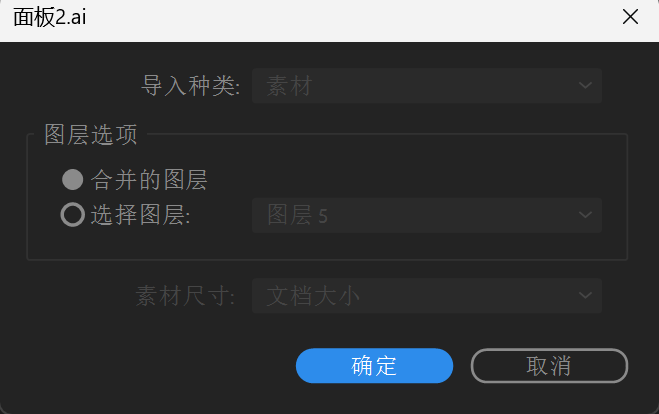 面板2.ai
导入种类: 素材
图层选项
合并的图层
选择图层: 图层 5
素材尺寸: 文档大小
确定 取消